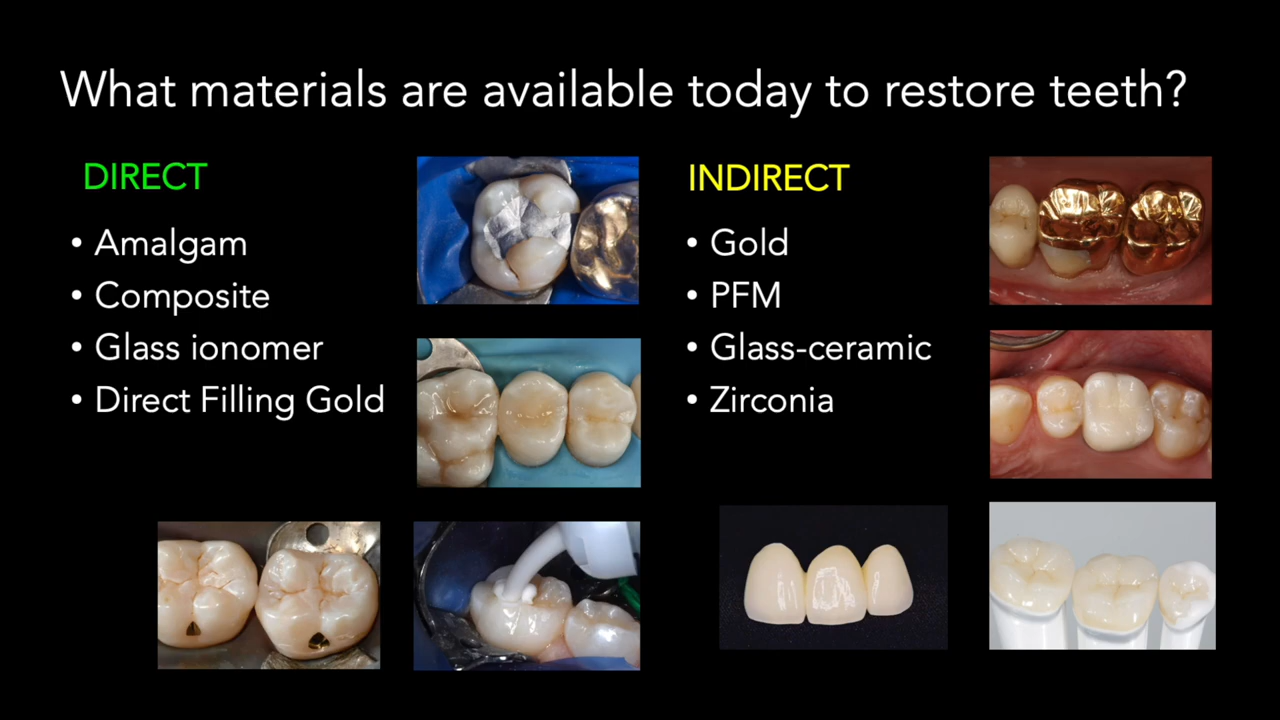 What materials are available today to restore teeth?
DIRECT
• Amalgam
• Composite
• Glass ionomer
• Direct Filling Gold
INDIRECT
• Gold
• PFM
• Glass-ceramic
• Zirconia